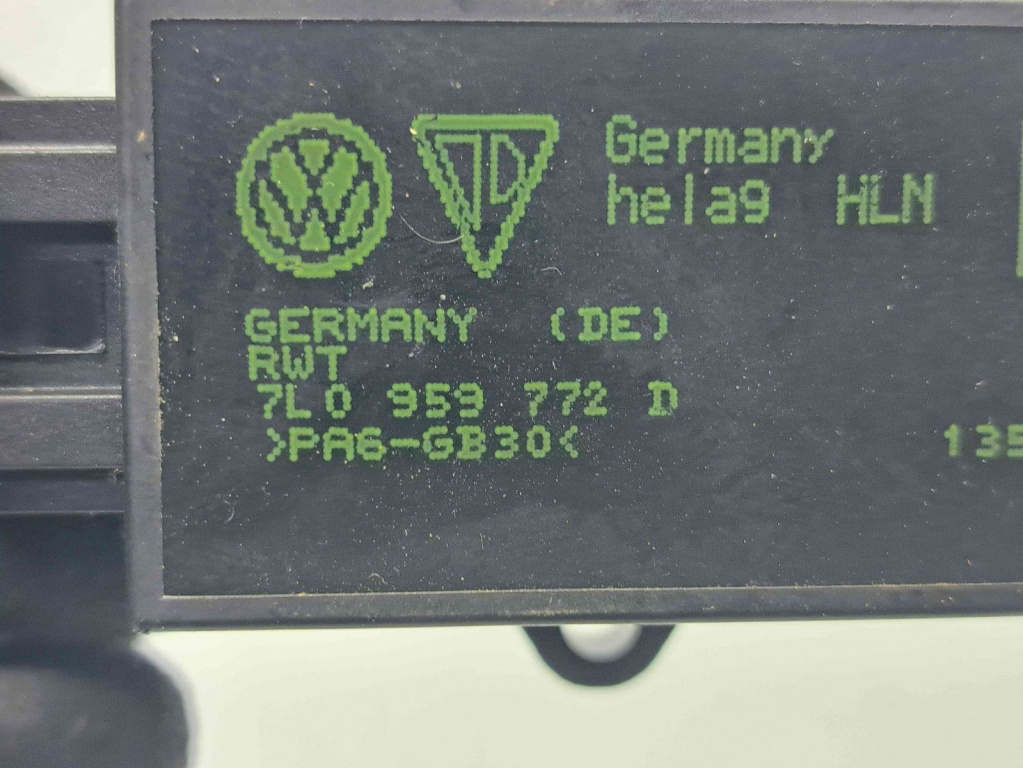 Germany
hela9 HLN
GERMANY (DE)
RWT
7L0 959 772 D
>PA6-GB30<
135